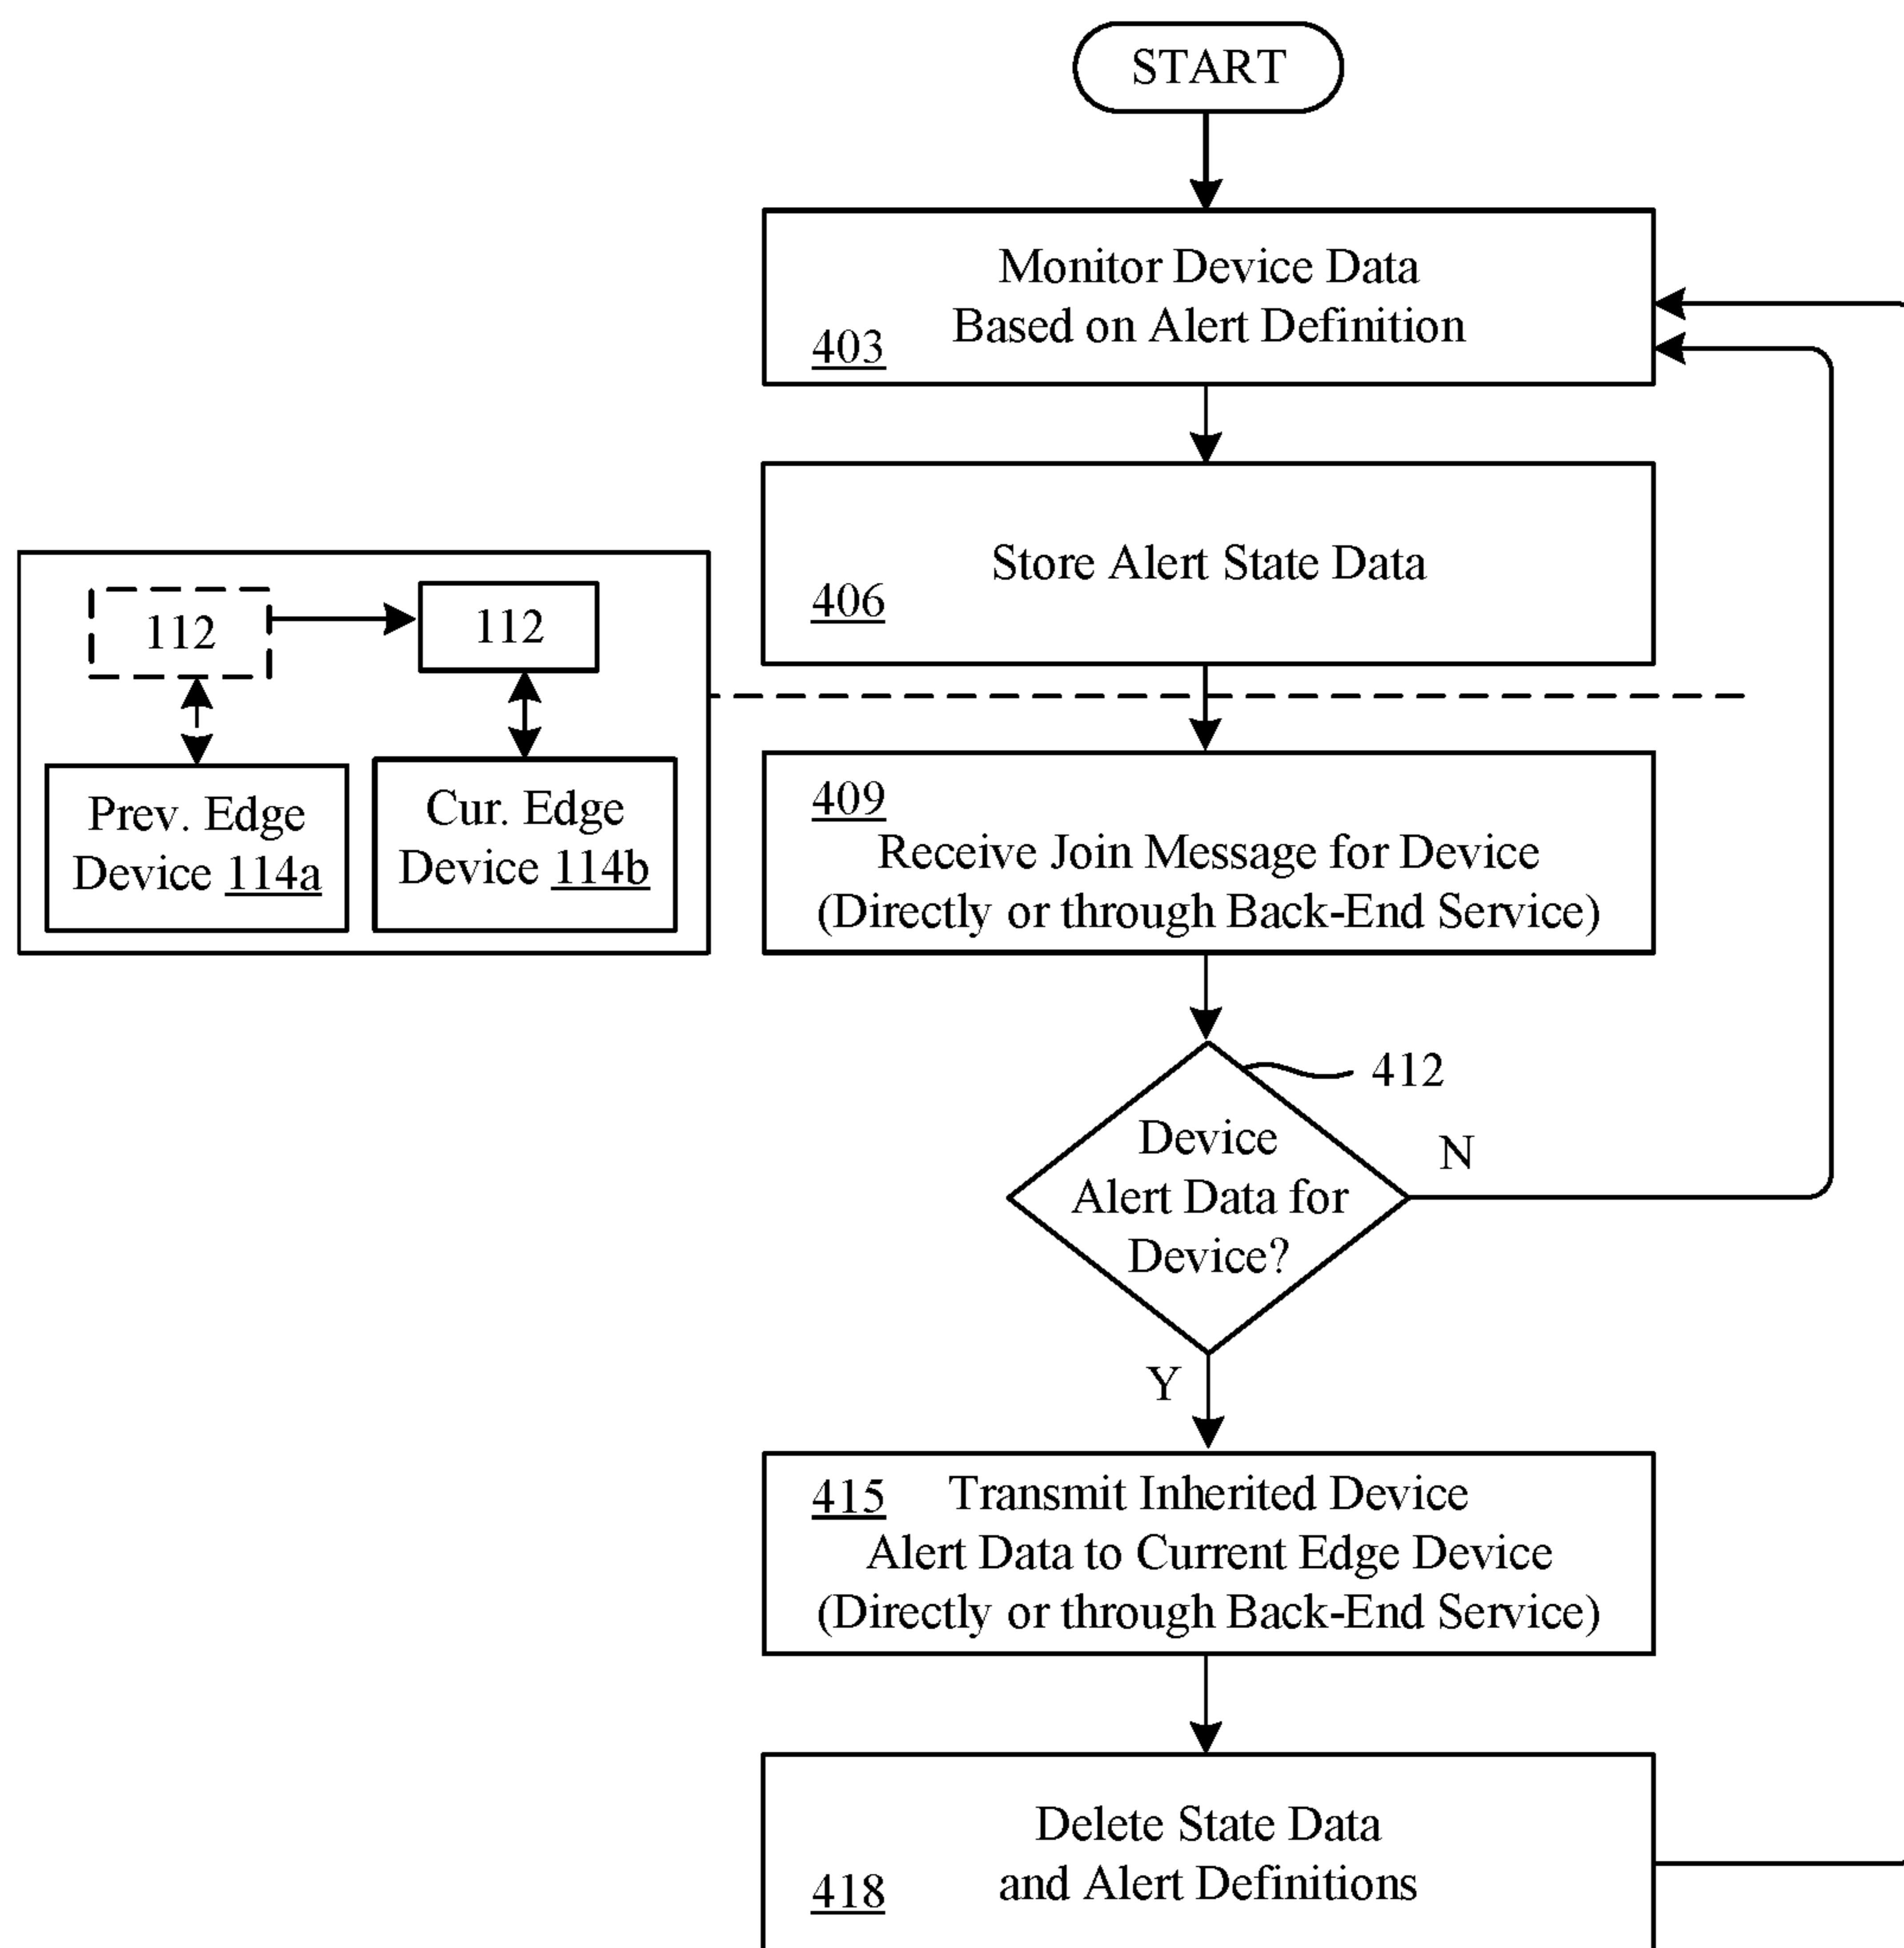 START
Monitor Device Data
Based on Alert Definition
403
Store Alert State Data
406
112
112
Prev. Edge
Device 114a
Cur. Edge
Device 114b
409
Receive Join Message for Device
(Directly or through Back-End Service)
412
Device
Alert Data for
Device?
N
Y
415 Transmit Inherited Device
Alert Data to Current Edge Device
(Directly or through Back-End Service)
Delete State Data
and Alert Definitions
418